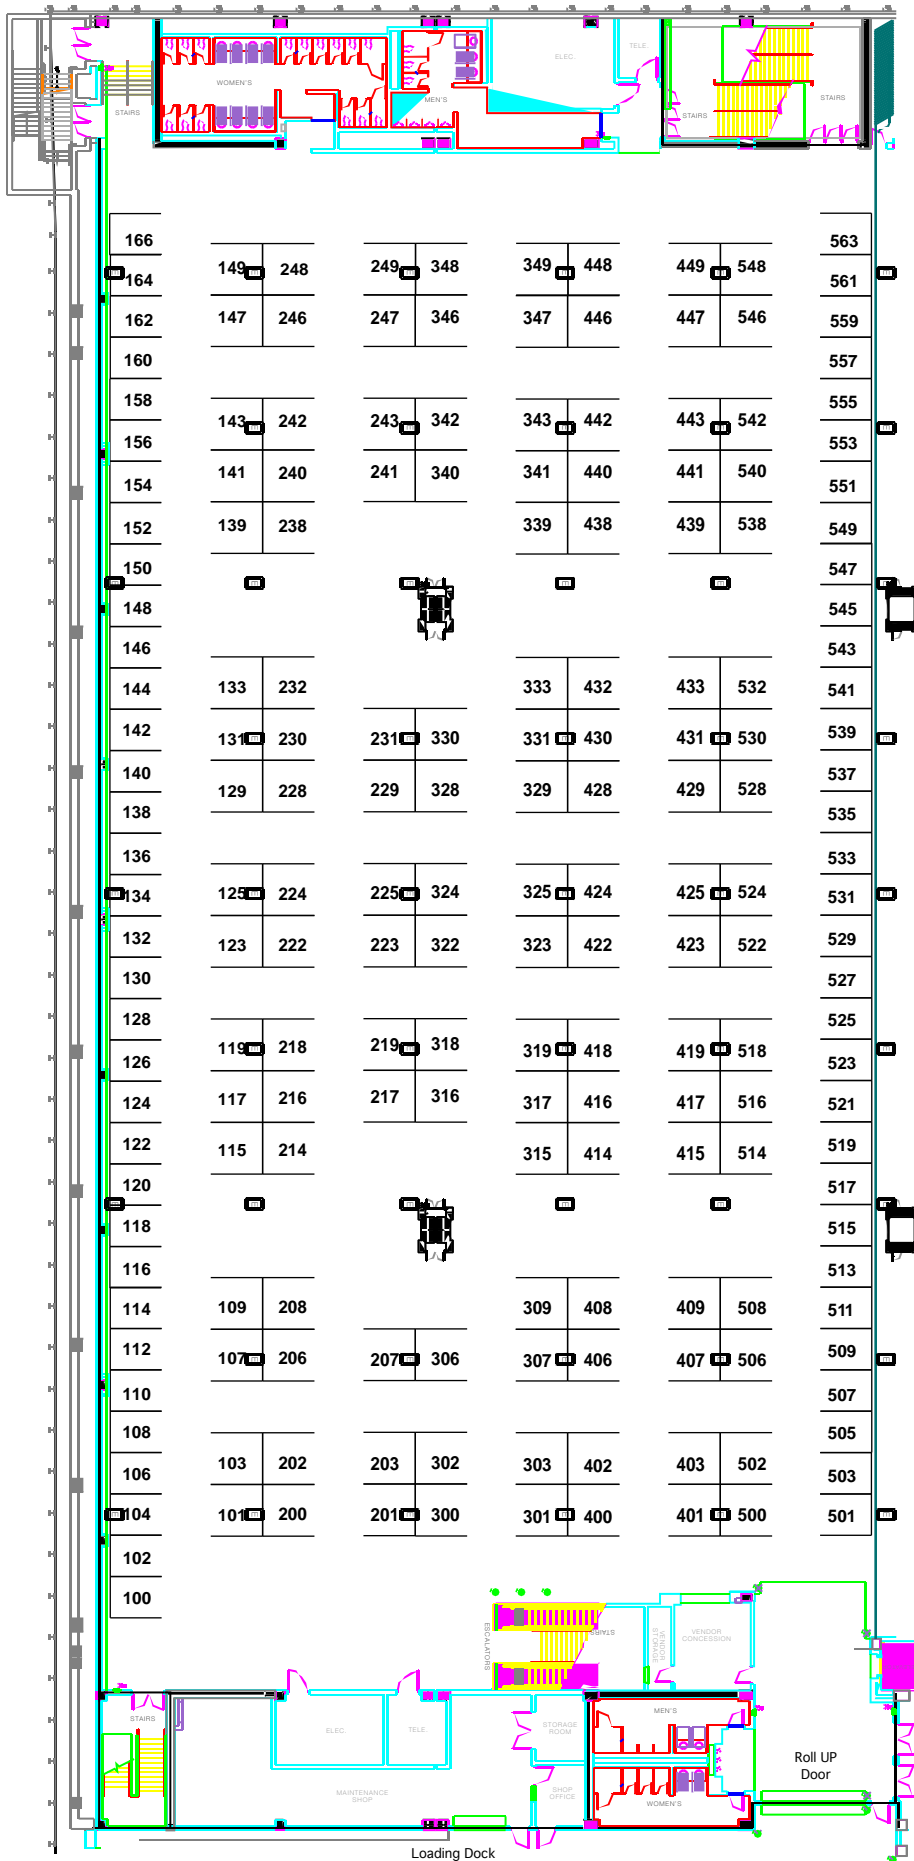 WOMEN'S
MEN'S
ELEC.
TELE.
STAIRS
STAIRS
STAIRS
166
563
149 248 249 348 349 448 449 548
164
561
162 147 246 247 346 347 446 447 546 559
160
557
158
555
143 242 243 342 343 442 443 542
156
553
154 141 240 241 340 341 440 441 540 551
152 139 238 339 438 439 538 549
150
547
148
545
146
543
144 133 232 333 432 433 532 541
142 131 230 231 330 331 430 431 530 539
140
537
129 228 229 328 329 428 429 528
138
535
136
533
134 125 224 225 324 325 424 425 524 531
132 123 222 223 322 323 422 423 522 529
130
527
128
525
126 119 218 219 318 319 418 419 518 523
124 117 216 217 316 317 416 417 516 521
122 115 214 315 414 415 514 519
120
517
118
515
116
513
114 109 208 309 408 409 508 511
112 107 206 207 306 307 406 407 506 509
110
507
108
505
106 103 202 203 302 303 402 403 502 503
104 101 200 201 300 301 400 401 500 501
102
100
ESCALATORS
STAIRS
VENDOR
STORAGE
VENDOR
CONCESSION
STAIRS
ELEC.
TELE.
STORAGE
ROOM
MEN'S
Roll UP
Door
MAINTENANCE
SHOP
SHOP
OFFICE
WOMEN'S
Loading Dock